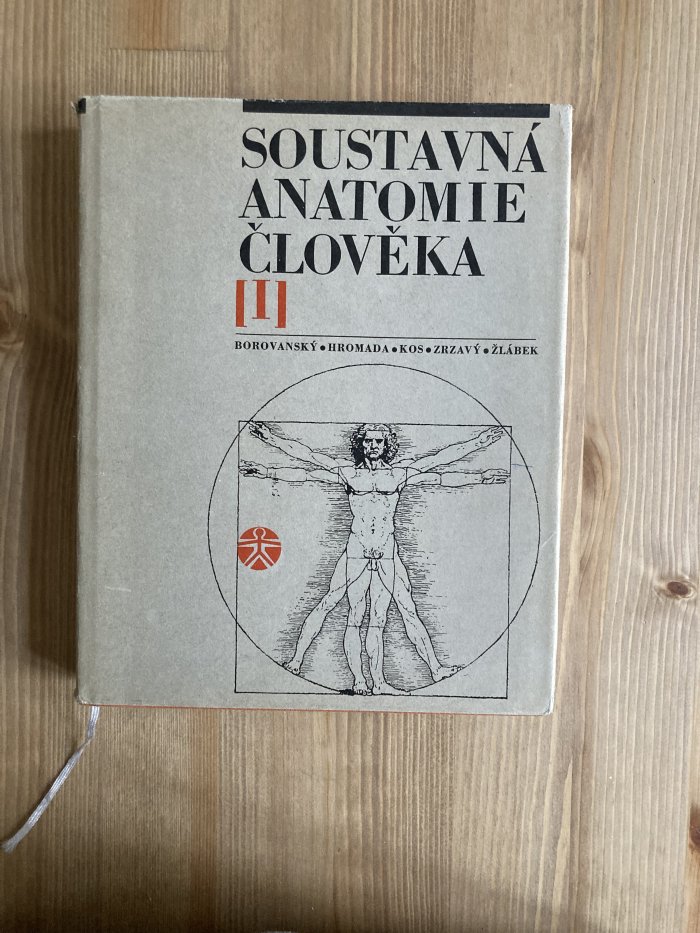 SOUSTAVNÁ
ANATOMIE
ČLOVĚKA
[I]
BOROVANSKÝ • HROMADA • KOS • ZRZAVÝ • ŽLÁBEK